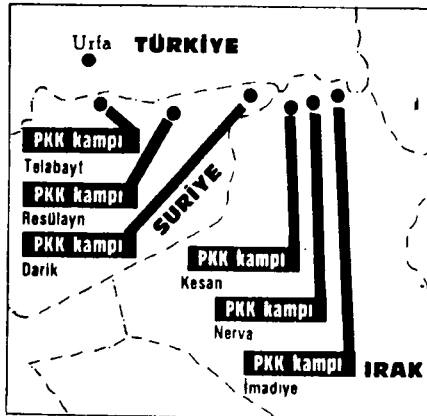 Urfa TÜRKİYE
PKK kampı
Telabayt
PKK kampı
Resülayn
PKK kampı
Darik
SURİYE
PKK kampı
Kesan
PKK kampı
Nerva
PKK kampı
İmadiye
IRAK